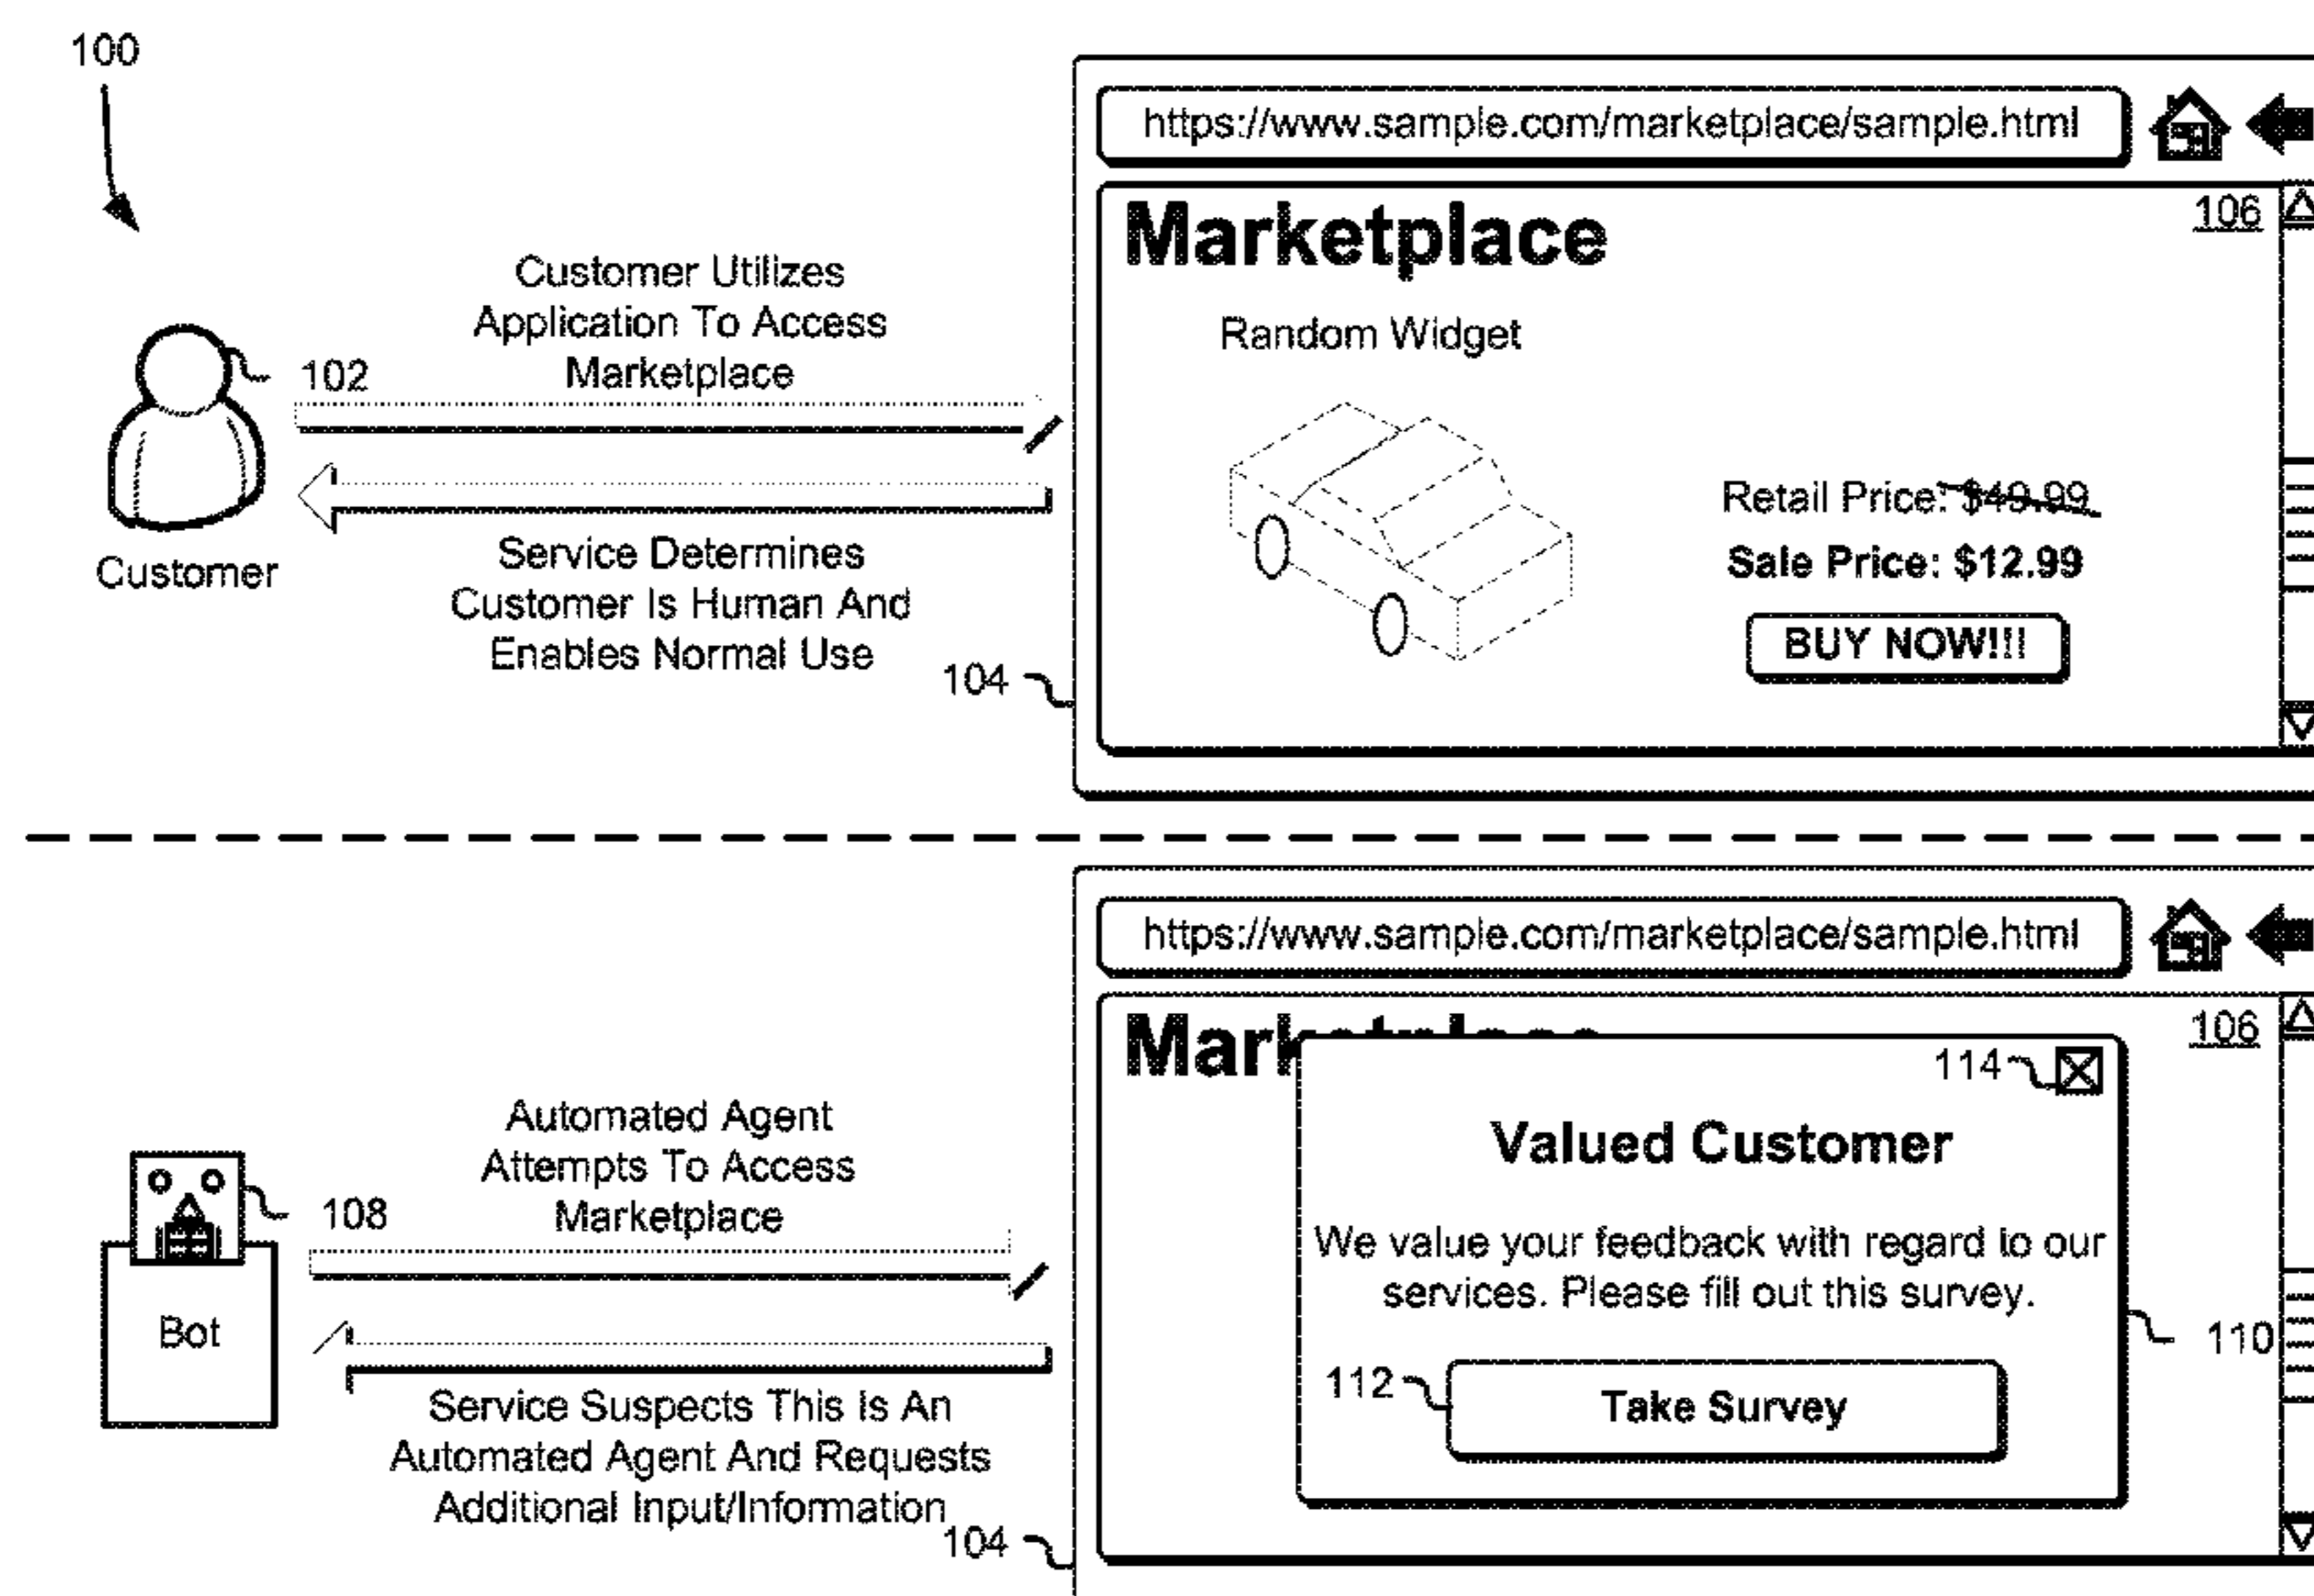 100
https://www.sample.com/marketplace/sample.html
106
Marketplace
Customer Utilizes
Application To Access
Marketplace
Random Widget
102
Retail Price: $49.99
Sale Price: $12.99
BUY NOW!!!
Customer
Service Determines
Customer Is Human And
Enables Normal Use
104
https://www.sample.com/marketplace/sample.html
106
Mark
114
Valued Customer
Automated Agent
Attempts To Access
Marketplace
108
We value your feedback with regard to our
services. Please fill out this survey.
Bot
110
112
Take Survey
Service Suspects This Is An
Automated Agent And Requests
Additional Input/Information
104